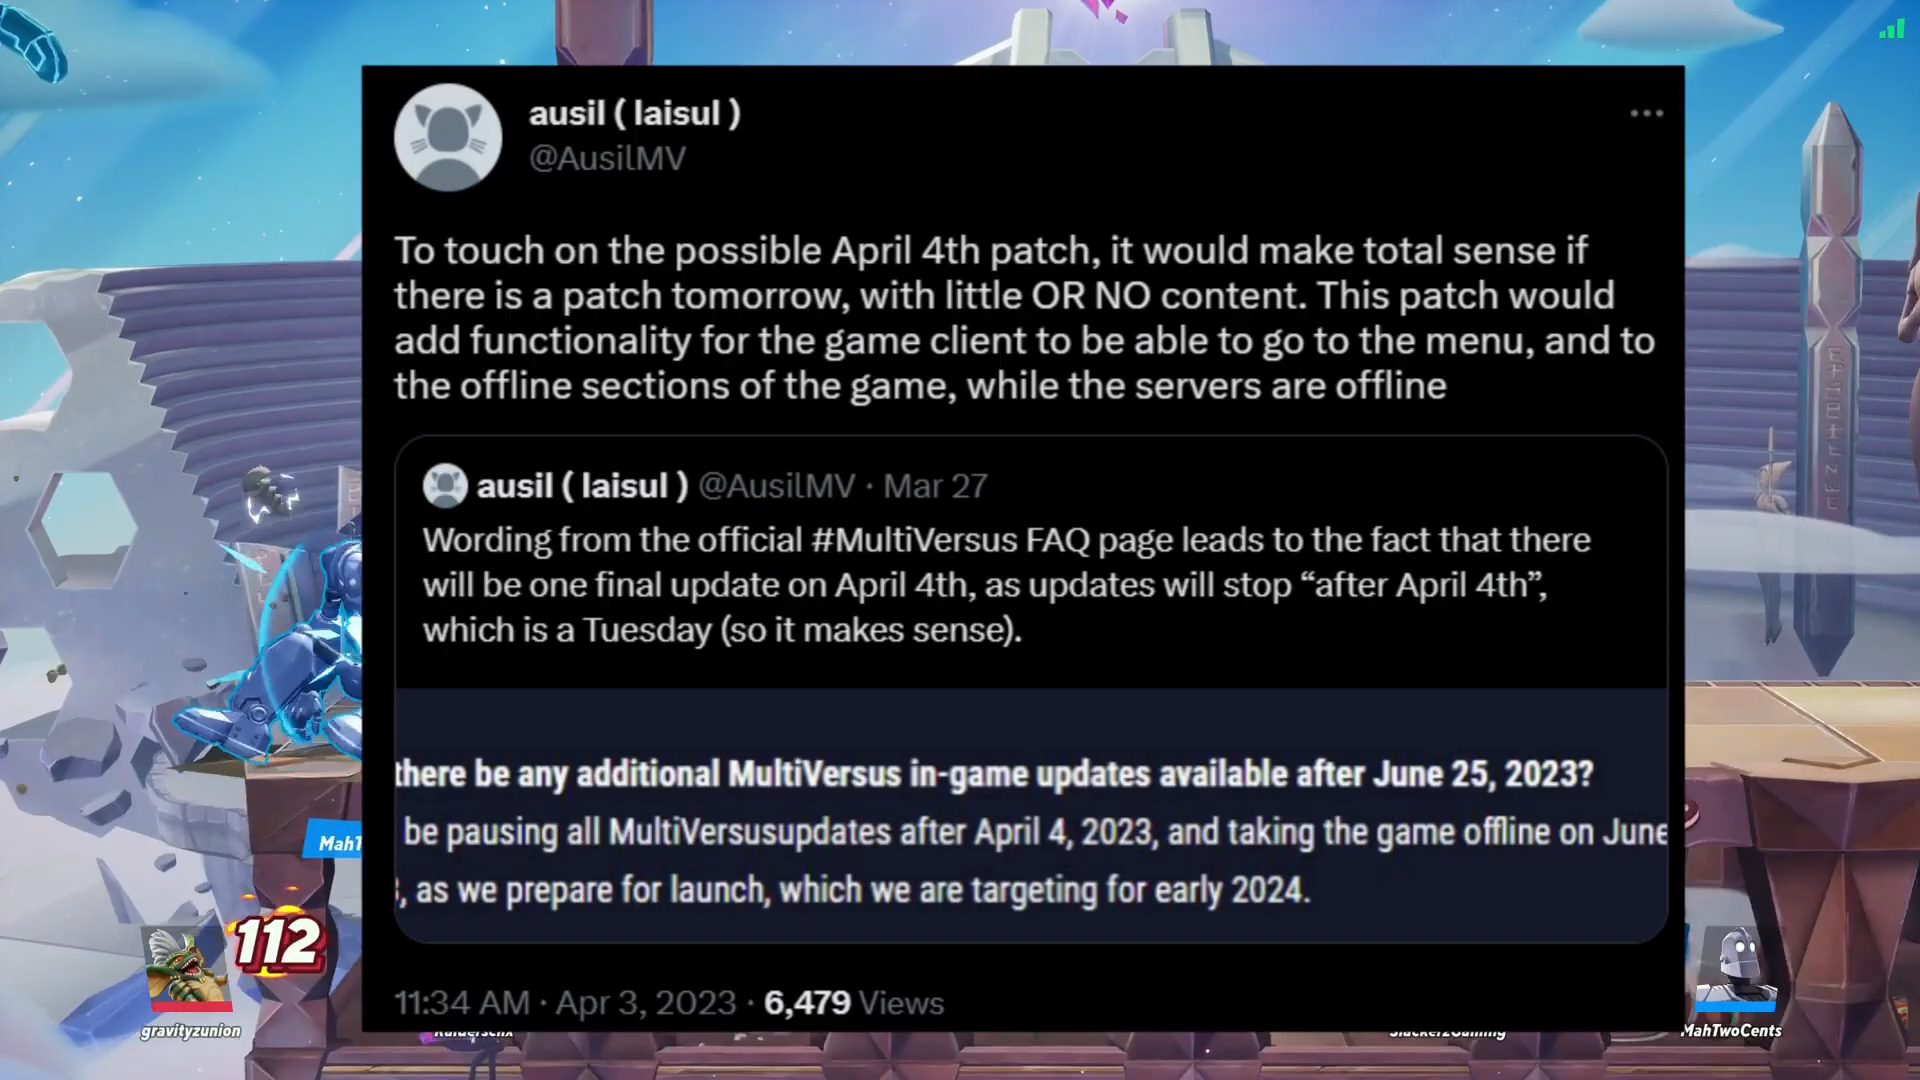 ausil ( laisul )
@AusilMV
To touch on the possible April 4th patch, it would make total sense if
there is a patch tomorrow, with little OR NO content. This patch would
add functionality for the game client to be able to go to the menu, and to
the offline sections of the game, while the servers are offline
ausil ( laisul ) @AusilMV · Mar 27
Wording from the official #MultiVersus FAQ page leads to the fact that there
will be one final update on April 4th, as updates will stop “after April 4th”,
which is a Tuesday (so it makes sense).
there be any additional MultiVersus in-game updates available after June 25, 2023?
be pausing all MultiVersusupdates after April 4, 2023, and taking the game offline on June
, as we prepare for launch, which we are targeting for early 2024.
11:34 AM · Apr 3, 2023 · 6,479 Views
MahT
112
gravityzunion
MahTwoCents